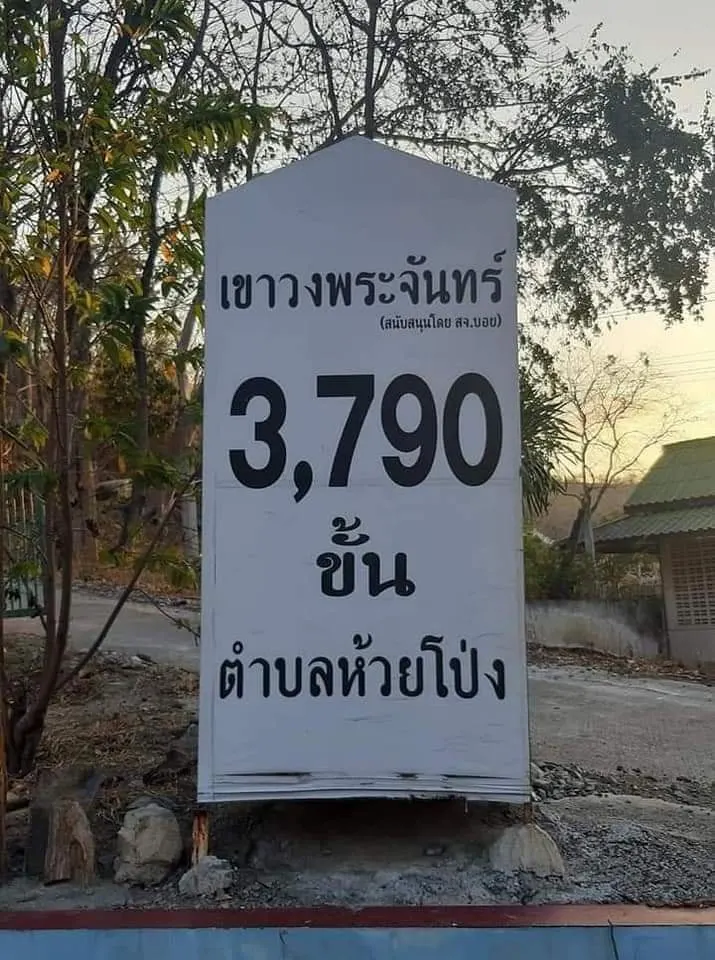 เขาวงพระจันทร์
(สนับสนุนโดย สจ.บอย)
3,790
ขั้น
ตำบลห้วยโป่ง